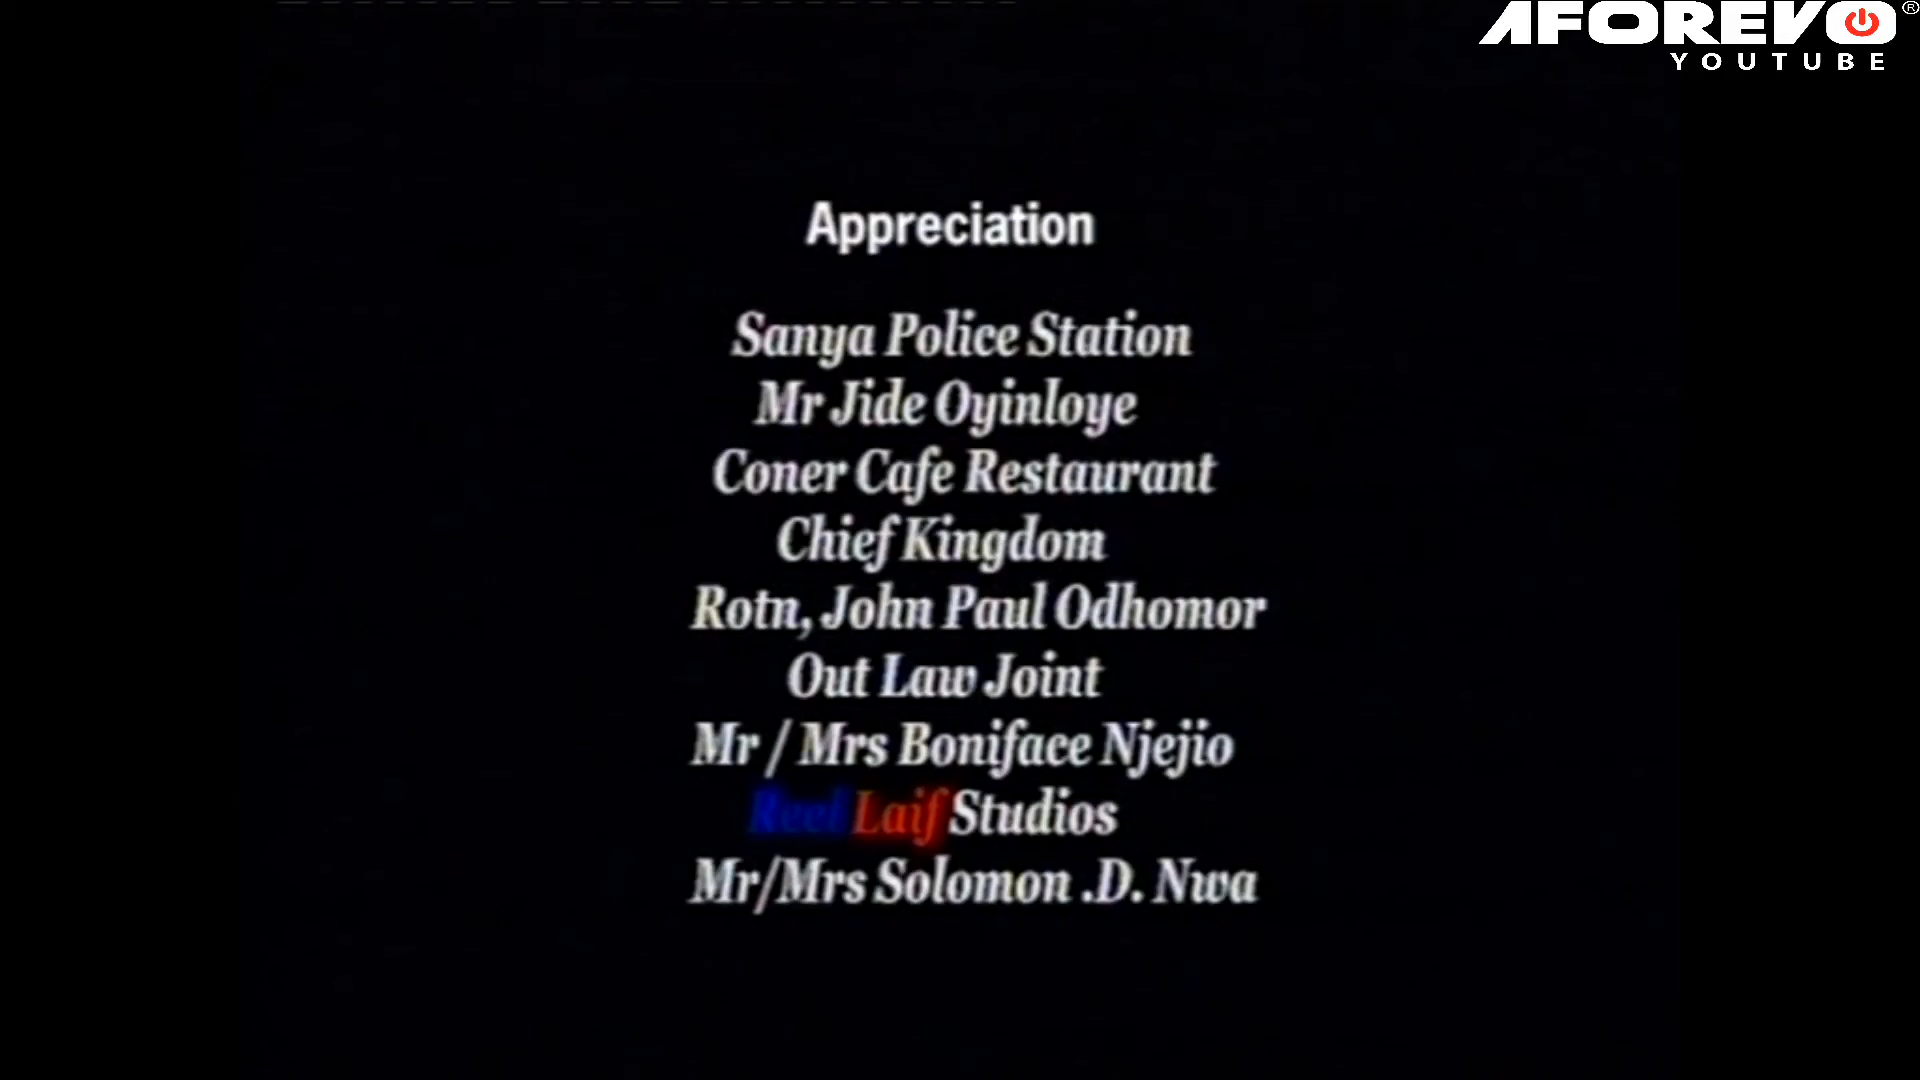 AFOREVO®
YOUTUBE
Appreciation
Sanya Police Station
Mr Jide Oyinloye
Coner Cafe Restaurant
Chief Kingdom
Rotn, John Paul Odhomor
Out Law Joint
Mr / Mrs Boniface Njejio
Reel Laif Studios
Mr/Mrs Solomon .D. Nwa